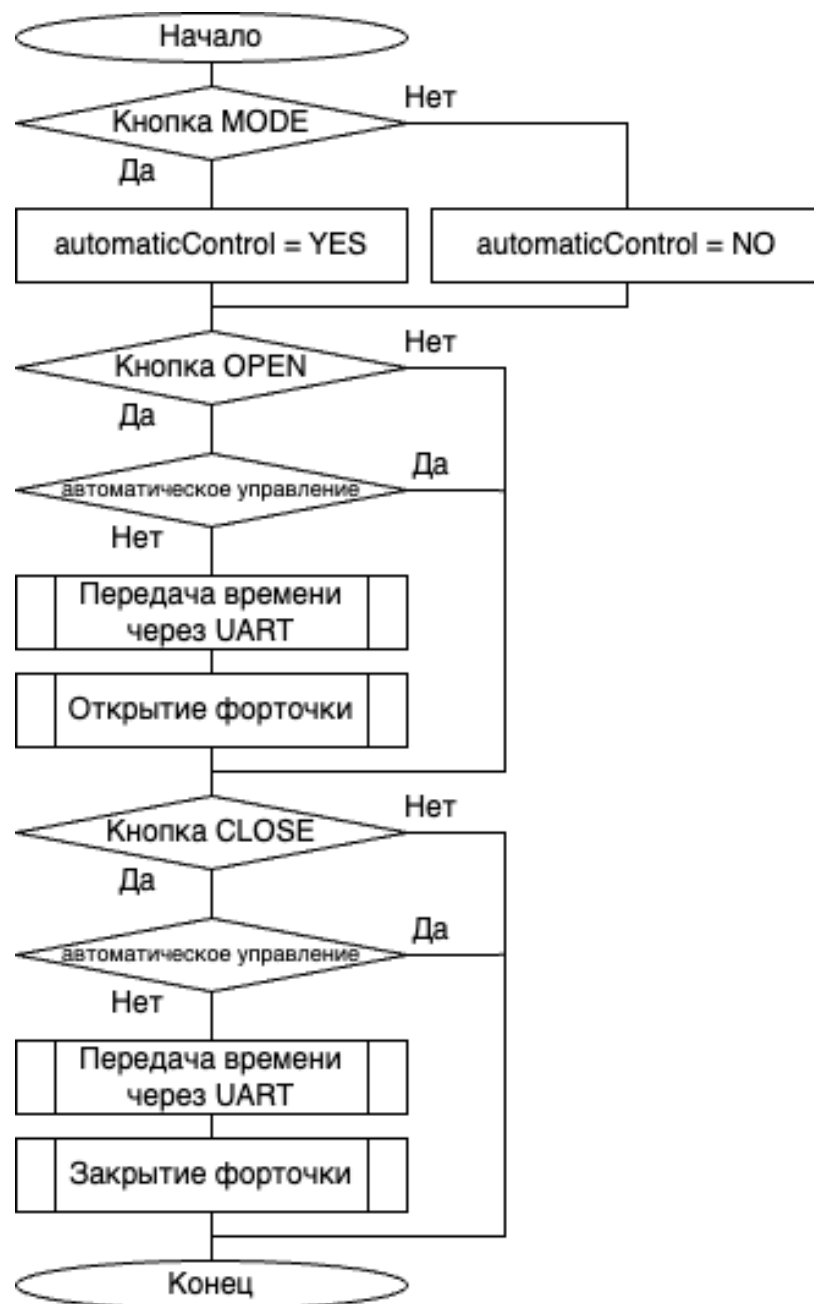 Начало
Кнопка MODE
Нет
Да
automaticControl = YES
automaticControl = NO
Кнопка OPEN
Нет
Да
автоматическое управление
Да
Нет
Передача времени
через UART
Открытие форточки
Кнопка CLOSE
Нет
Да
автоматическое управление
Да
Нет
Передача времени
через UART
Закрытие форточки
Конец